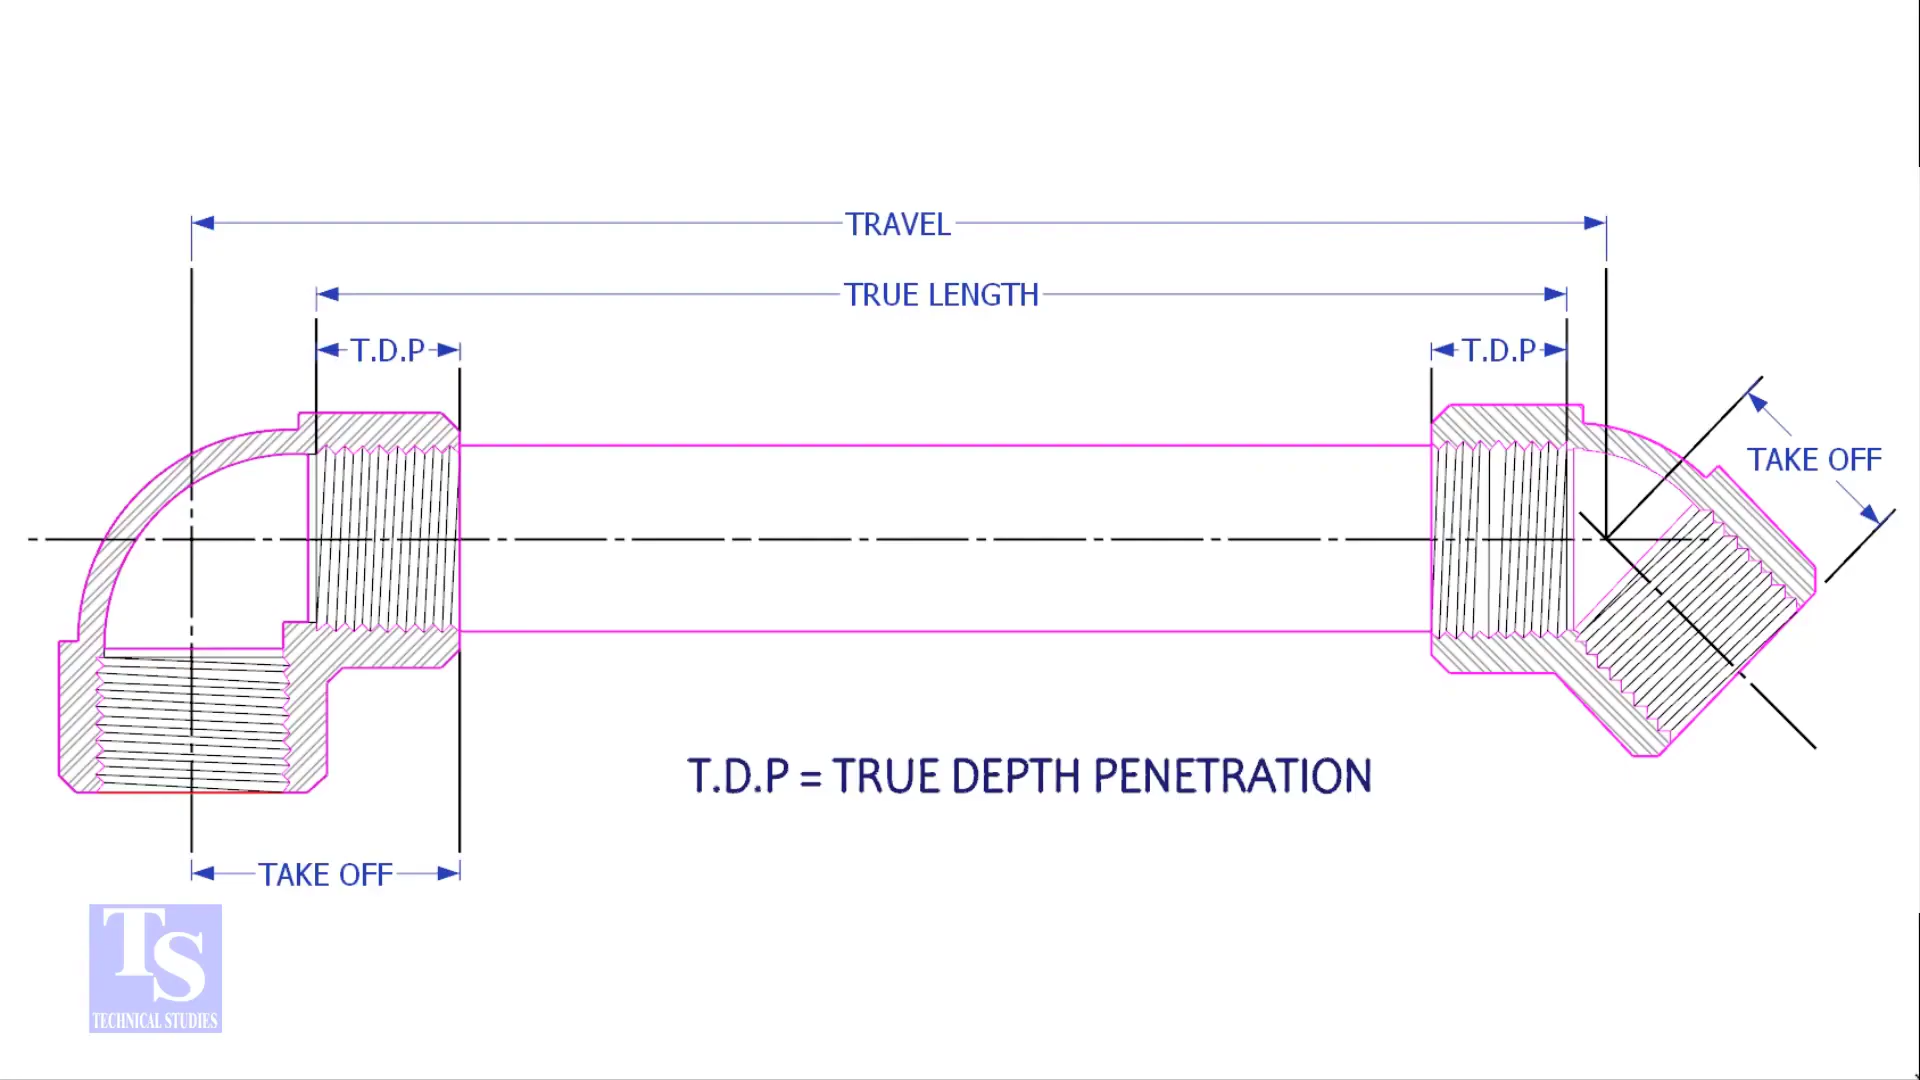 TRAVEL
TRUE LENGTH
T.D.P
T.D.P
TAKE OFF
T.D.P = TRUE DEPTH PENETRATION
TAKE OFF
TS
TECHNICAL STUDIES